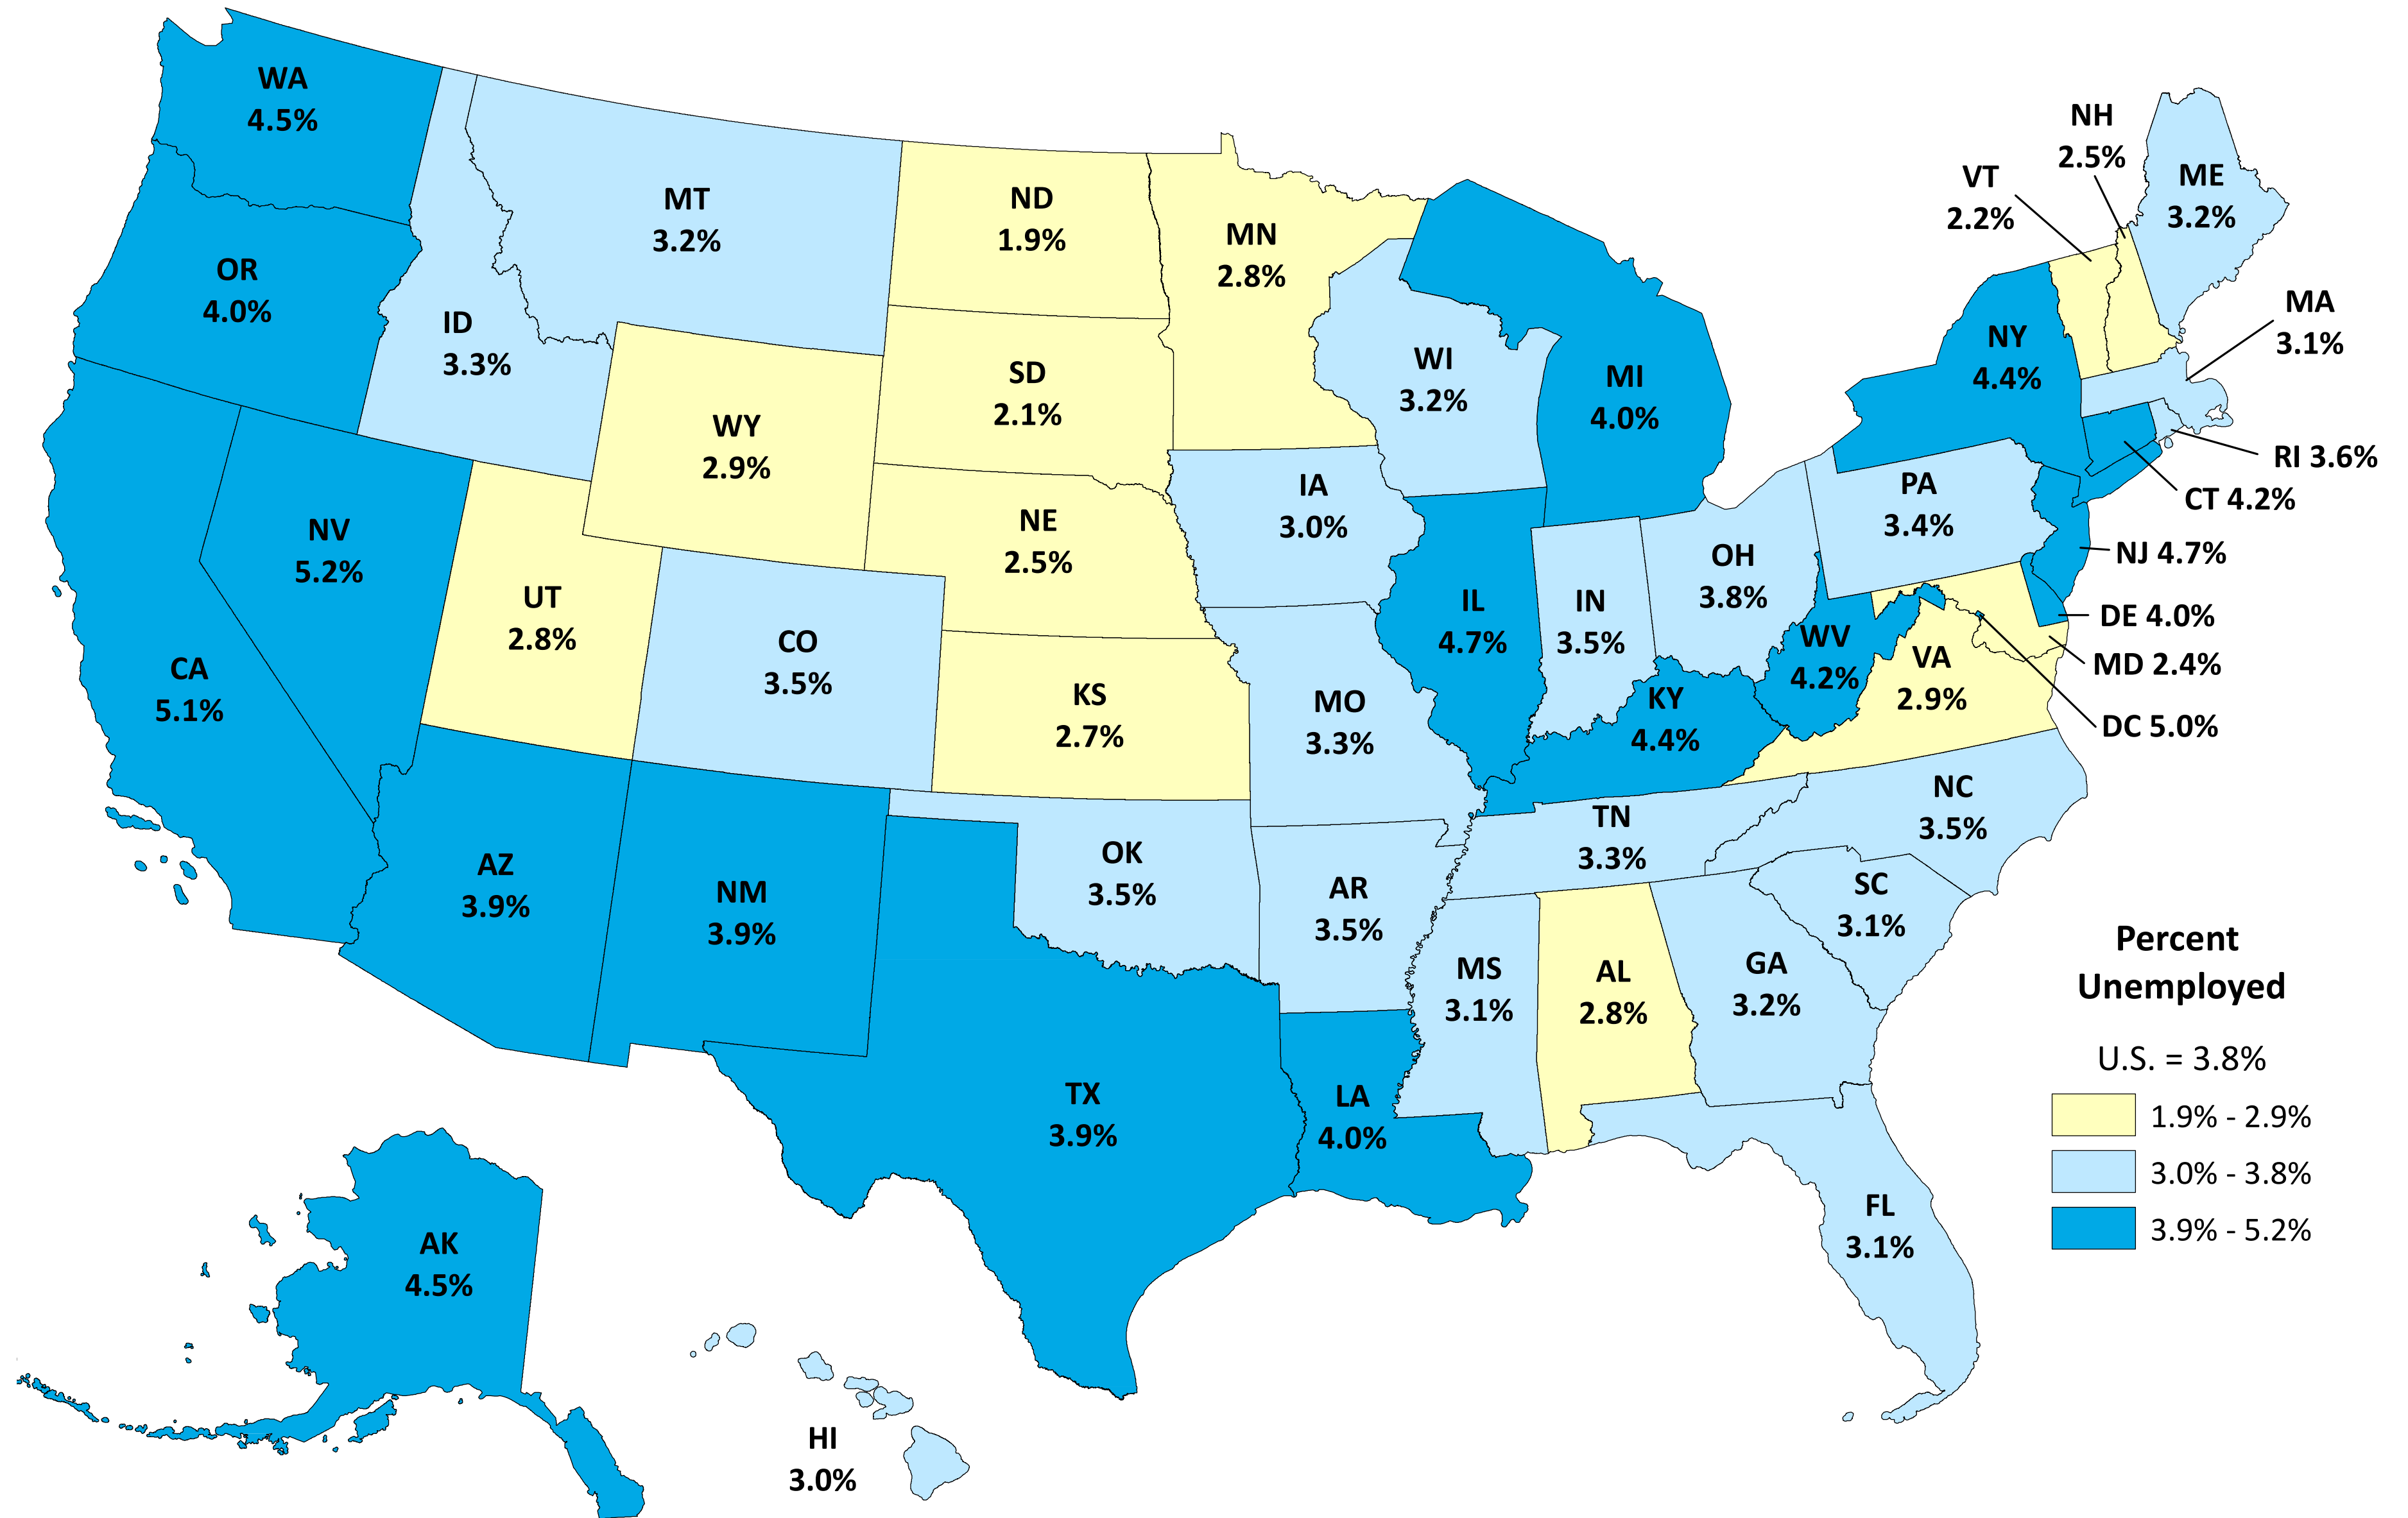 WA
4.5%
OR
4.0%
CA
5.1%
NV
5.2%
ID
3.3%
MT
3.2%
WY
2.9%
UT
2.8%
CO
3.5%
AZ
3.9%
NM
3.9%
ND
1.9%
SD
2.1%
NE
2.5%
KS
2.7%
OK
3.5%
TX
3.9%
MN
2.8%
IA
3.0%
MO
3.3%
AR
3.5%
LA
4.0%
WI
3.2%
IL
4.7%
MI
4.0%
IN
3.5%
OH
3.8%
KY
4.4%
TN
3.3%
MS
3.1%
AL
2.8%
GA
3.2%
FL
3.1%
SC
3.1%
NC
3.5%
VA
2.9%
WV
4.2%
PA
3.4%
NY
4.4%
VT
2.2%
NH
2.5%
ME
3.2%
MA
3.1%
RI 3.6%
CT 4.2%
NJ 4.7%
DE 4.0%
MD 2.4%
DC 5.0%
AK
4.5%
HI
3.0%
Percent
Unemployed
U.S. = 3.8%
1.9% - 2.9%
3.0% - 3.8%
3.9% - 5.2%